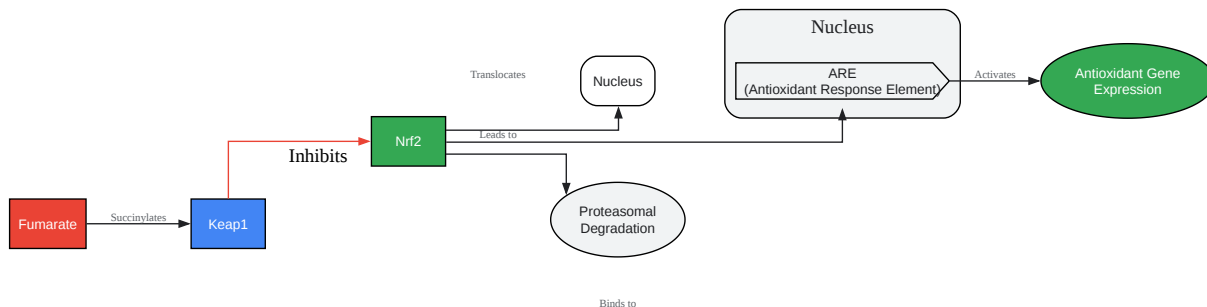 Nucleus
Translocates
Nucleus
ARE
(Antioxidant Response Element)
Activates
Antioxidant Gene
Expression
Nrf2
Leads to
Inhibits
Fumarate
Succinylates
Keap1
Proteasomal
Degradation
Binds to